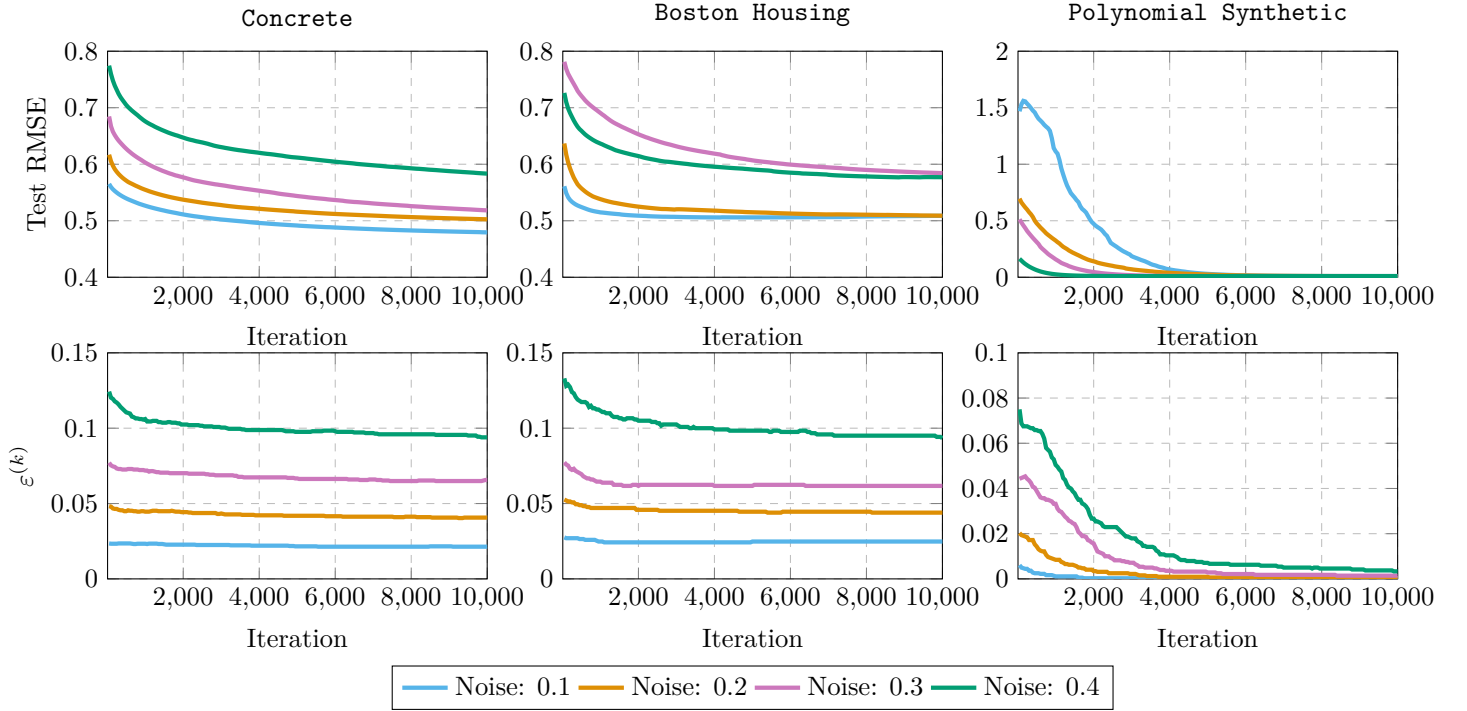 Concrete
Boston Housing
Polynomial Synthetic
Test RMSE
0.8
0.7
0.6
0.5
0.4
2,000 4,000 6,000 8,000 10,000
Iteration
0.8
0.7
0.6
0.5
0.4
2,000 4,000 6,000 8,000 10,000
Iteration
2
1.5
1
0.5
0
2,000 4,000 6,000 8,000 10,000
Iteration
ε(k)
0.15
0.1
0.05
0
2,000 4,000 6,000 8,000 10,000
Iteration
0.15
0.1
0.05
0
2,000 4,000 6,000 8,000 10,000
Iteration
0.1
0.08
0.06
0.04
0.02
0
2,000 4,000 6,000 8,000 10,000
Iteration
Noise: 0.1 Noise: 0.2 Noise: 0.3 Noise: 0.4